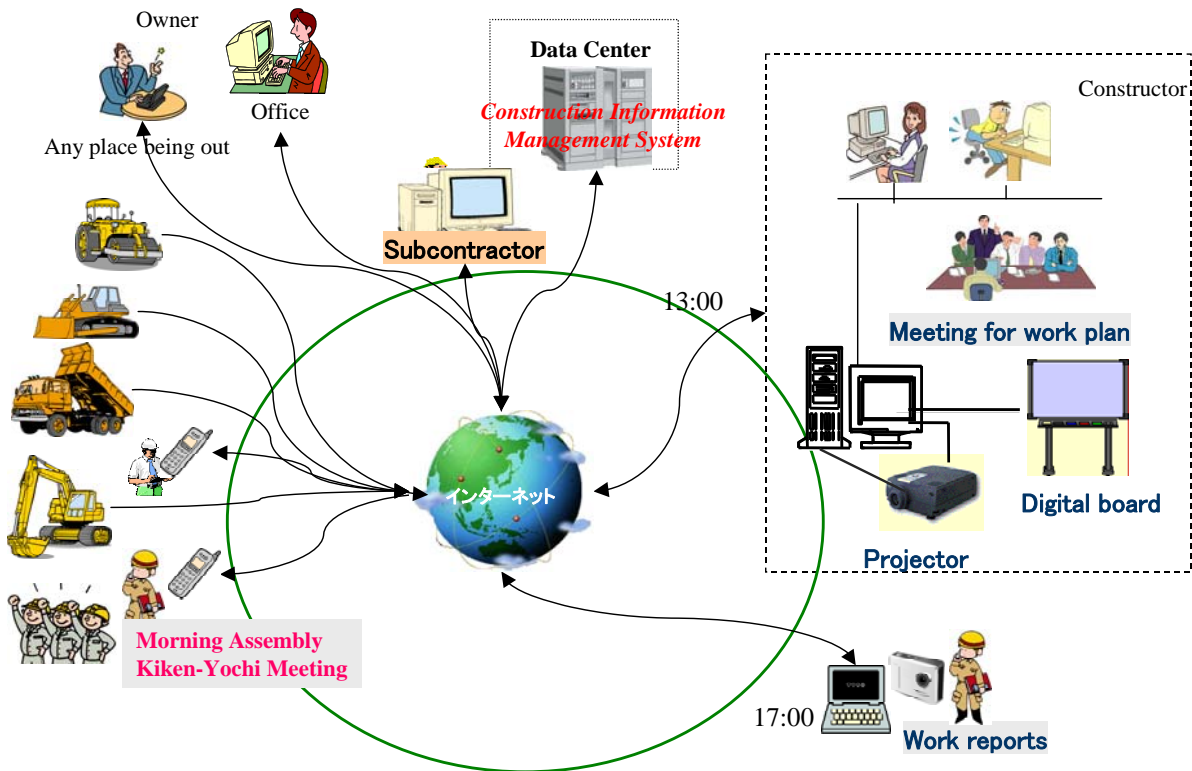 Owner
Office
Any place being out
Data Center
Construction Information
Management System
Constructor
Subcontractor
13:00
Meeting for work plan
インターネット
Digital board
Projector
Morning Assembly
Kiken-Yochi Meeting
17:00
Work reports